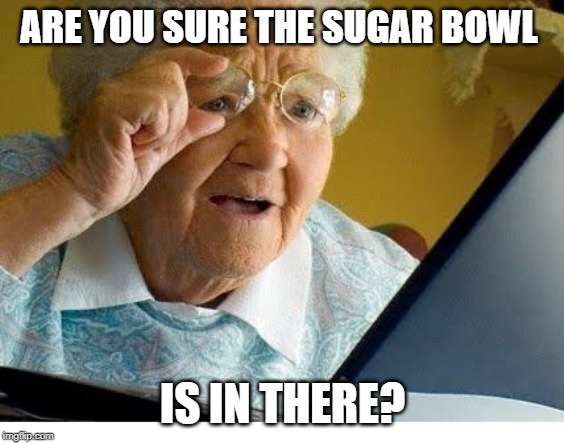 ARE YOU SURE THE SUGAR BOWL
IS IN THERE?
imgflip.com